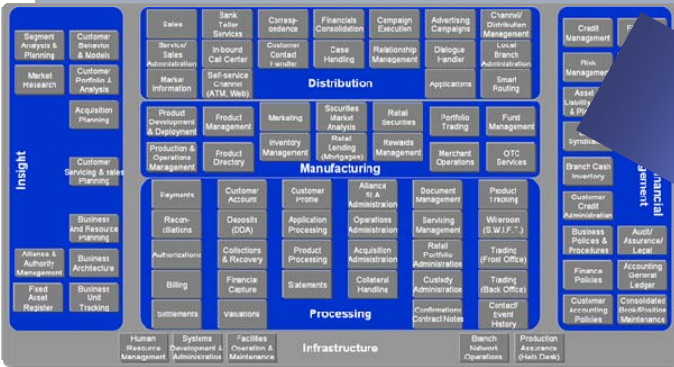 Segment
Analysis &
Planning
Customer
Behavior
& Models
Market
Research
Customer
Portfolio &
Analysis
Acquisition
Planning
Insight
Customer
Servicing & sales
Planning
Business
And Resource
Planning
Alliance &
Authority
Management
Business
Architecture
Fixed
Asset
Register
Business
Unit
Tracking
Sales
Bank
Teller
Services
Corresp-
ondence
Financials
Consolidation
Campaign
Execution
Advertising
Campaigns
Channel/
Distribution
Management
Service/
Sales
Administration
In-bound
Call Center
Customer
Contact
Handler
Case
Handling
Relationship
Management
Dialogue
Handler
Local
Branch
Administration
Market
Information
Self-service
Channel
(ATM, Web)
Distribution
Applications
Smart
Routing
Product
Development
& Deployment
Product
Management
Marketing
Securities
Market
Analysis
Retail
Securities
Portfolio
Trading
Fund
Management
Production &
Operations
Management
Product
Directory
Inventory
Management
Retail
Lending
(Mortgages)
Rewards
Management
Merchant
Operations
OTC
Services
Manufacturing
Payments
Customer
Account
Customer
Profile
Alliance
SLA
Administration
Document
Management
Product
Tracking
Recon-
ciliations
Deposits
(DDA)
Application
Processing
Operations
Administration
Servicing
Management
Wireroom
(S.W.I.F.T.)
Authorizations
Collections
& Recovery
Product
Processing
Acquisition
Administration
Retail
Portfolio
Administration
Trading
(Front Office)
Billing
Financial
Capture
Statements
Collateral
Handling
Custody
Administration
Trading
(Back Office)
Settlements
Valuations
Processing
Confirmations
Contract Notes
Contact/
Event
History
Credit
Management
Risk
Management
Asset
Branch Cash
Inventory
Customer
Credit
Administration
Business
Polices &
Procedures
Audit/
Assurance/
Legal
Finance
Policies
Accounting
General
Ledger
Customer
Accounting
Policies
Consolidated
Book/Position
Maintenance
Human
Resource
Management
Systems
Development &
Administration
Facilities
Operation &
Maintenance
Infrastructure
Branch
Network
Operations
Production
Assurance
(Help Desk)